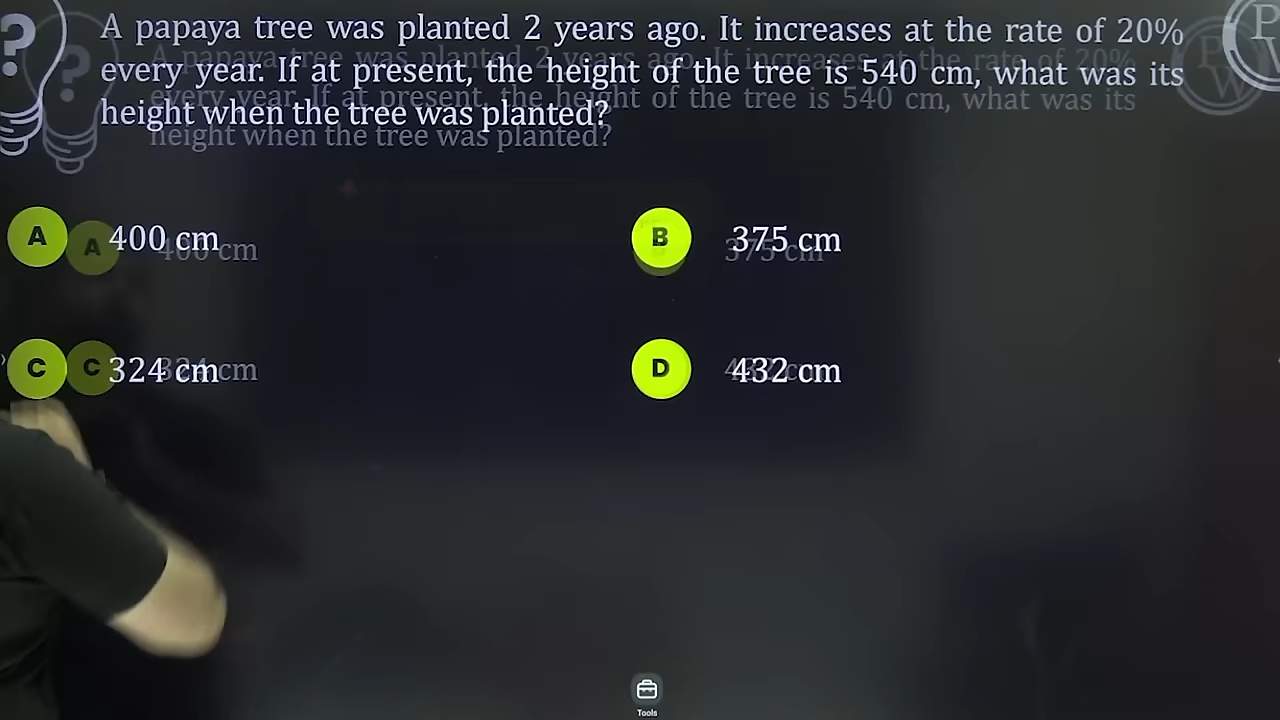 A papaya tree was planted 2 years ago. It increases at the rate of 20%
every year. If at present, the height of the tree is 540 cm, what was its
height when the tree was planted?
A 400 cm
B 375 cm
C 324 cm
D 432 cm
Tools